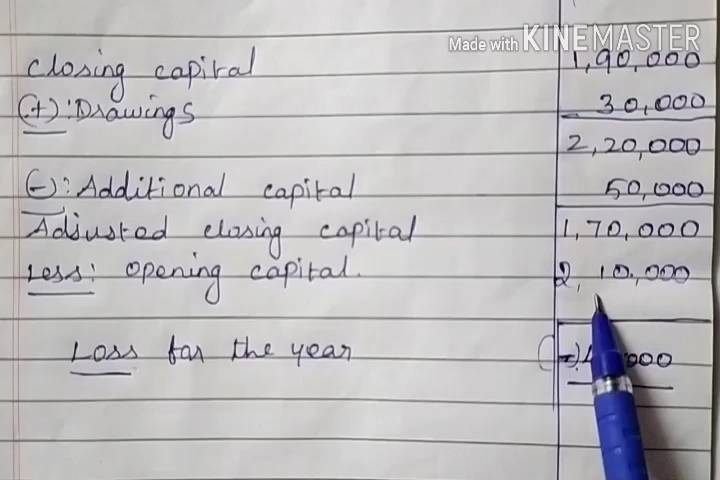 Made with KINEMASTER
closing capital 1,90,000
(+): Drawings 30,000
2,20,000
(-): Additional capital 50,000
Adjusted closing capital 1,70,000
Less: opening capital. 2,10,000
Loss for the year